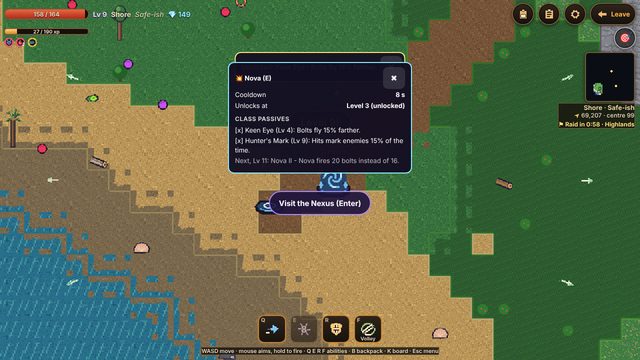 158 / 164
Lv 9 Shore Safe-ish 149
27 / 190 xp
Leave
Nova (E)
Cooldown 8 s
Unlocks at Level 3 (unlocked)
CLASS PASSIVES
[x] Keen Eye (Lv 4): Bolts fly 15% farther.
[x] Hunter's Mark (Lv 9): Hits mark enemies 15% of the
time.
Next, Lv 11: Nova II - Nova fires 20 bolts instead of 16.
Shore · Safe-ish
69,207 · centre 99
Raid in 0:58 · Highlands
Visit the Nexus (Enter)
Q E R F
Volley
WASD move · mouse aims, hold to fire · Q E R F abilities · B backpack · K board · Esc menu